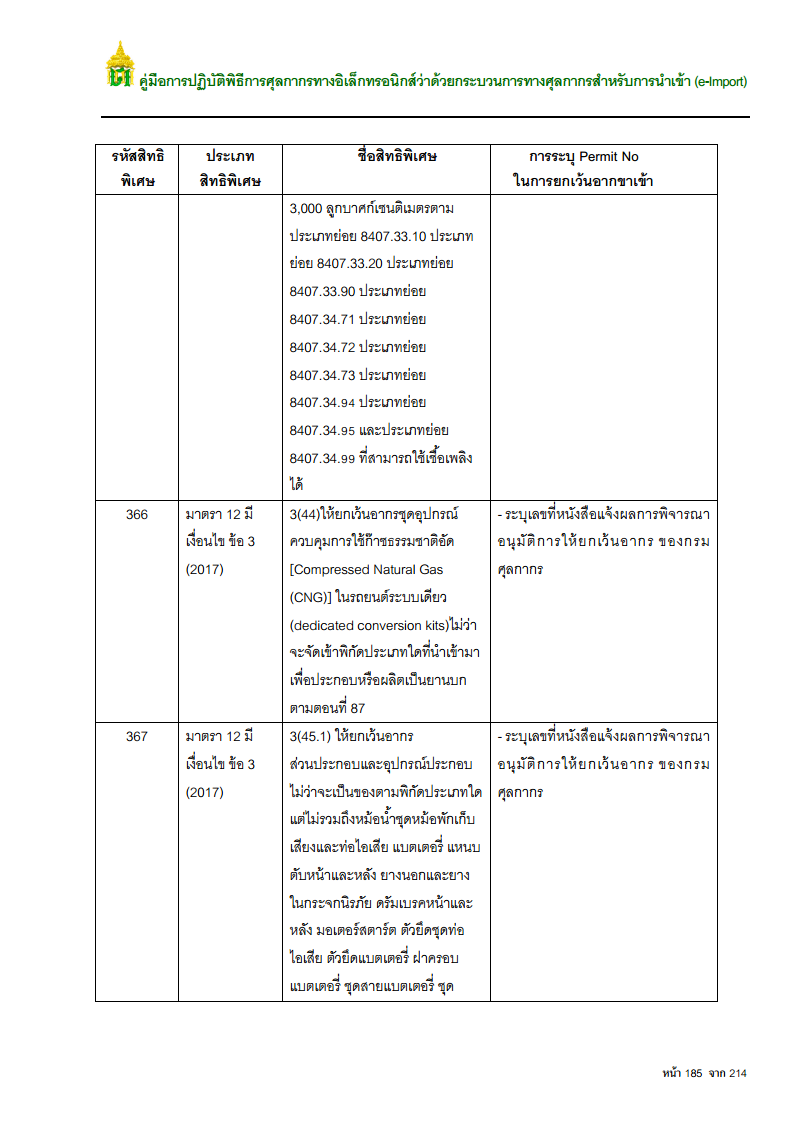 คู่มือการปฏิบัติพิธีการศุลกากรทางอิเล็กทรอนิกส์ว่าด้วยกระบวนการทางศุลกากรสำหรับการนำเข้า (e-Import)
รหัสสิทธิ
พิเศษ
ประเภท
สิทธิพิเศษ
ชื่อสิทธิพิเศษ
การระบุ Permit No
ในการยกเว้นอากขาเข้า
3,000 ลูกบาศก์เซนติเมตรตาม
ประเภทย่อย 8407.33.10 ประเภท
ย่อย 8407.33.20 ประเภทย่อย
8407.33.90 ประเภทย่อย
8407.34.71 ประเภทย่อย
8407.34.72 ประเภทย่อย
8407.34.73 ประเภทย่อย
8407.34.94 ประเภทย่อย
8407.34.95 และประเภทย่อย
8407.34.99 ที่สามารถใช้เชื้อเพลิง
ได้
366
มาตรา 12 มี
เงื่อนไข ข้อ 3
(2017)
3(44)ให้ยกเว้นอากรชุดอุปกรณ์
ควบคุมการใช้ก๊าซธรรมชาติอัด
[Compressed Natural Gas
(CNG)] ในรถยนต์ระบบเดียว
(dedicated conversion kits)ไม่ว่า
จะจัดเข้าพิกัดประเภทใดที่นำเข้ามา
เพื่อประกอบหรือผลิตเป็นยานบก
ตามตอนที่ 87
- ระบุเลขที่หนังสือแจ้งผลการพิจารณา
อนุมัติการให้ยกเว้นอากร ของกรม
ศุลกากร
367
มาตรา 12 มี
เงื่อนไข ข้อ 3
(2017)
3(45.1) ให้ยกเว้นอากร
ส่วนประกอบและอุปกรณ์ประกอบ
ไม่ว่าจะเป็นของตามพิกัดประเภทใด
แต่ไม่รวมถึงหม้อน้ำชุดหม้อพักเก็บ
เสียงและท่อไอเสีย แบตเตอรี่ แหนบ
ตับหน้าและหลัง ยางนอกและยาง
ในกระจกนิรภัย ดรัมเบรคหน้าและ
หลัง มอเตอร์สตาร์ต ตัวยึดชุดท่อ
ไอเสีย ตัวยึดแบตเตอรี่ ฝาครอบ
แบตเตอรี่ ชุดสายแบตเตอรี่ ชุด
- ระบุเลขที่หนังสือแจ้งผลการพิจารณา
อนุมัติการให้ยกเว้นอากร ของกรม
ศุลกากร
หน้า 185 จาก 214